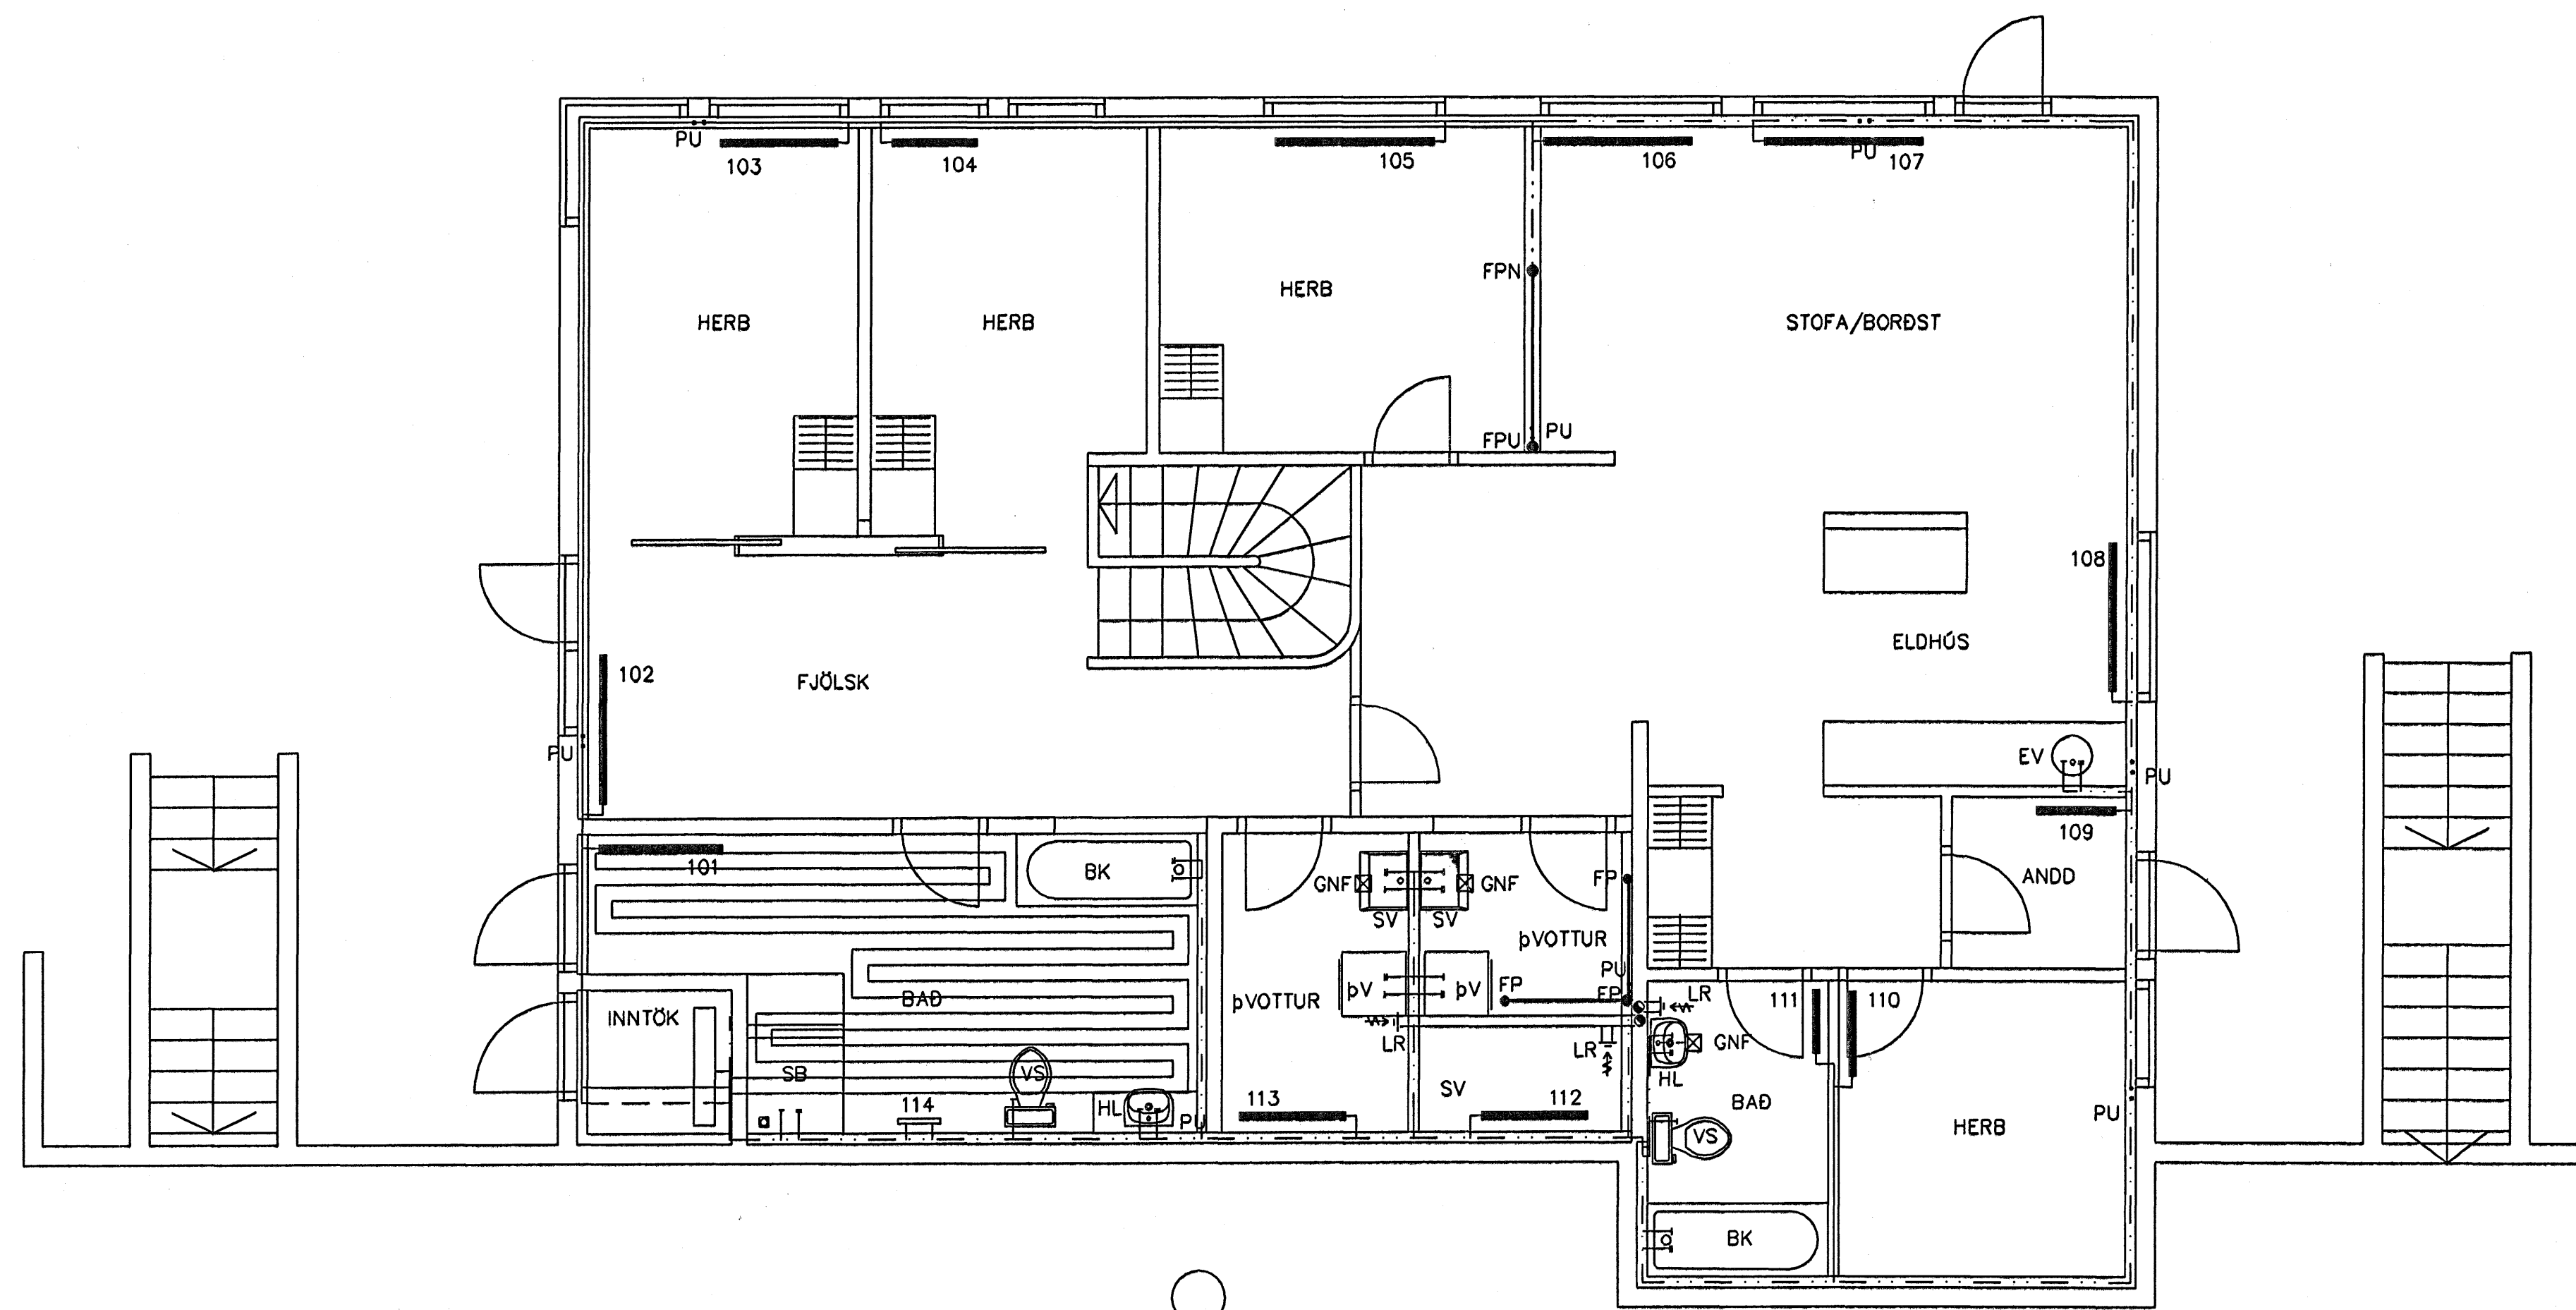 PU
103
104
105
106
PU
107
FPN
HERB
HERB
HERB
STOFA/BORÐST
FPU
PU
108
ELDHÚS
102
FJÖLSK
PU
EV
PU
109
101
BK
GNF
GNF
FP
ANDD
SV
SV
ÞVOTTUR
PU
ÞV
ÞV
FP
FP
LR
111
110
BAÐ
ÞVOTTUR
INNTÖK
LR
LR
GNF
SB
VS
HL
SV
114
HL
PU
113
112
BAÐ
PU
HERB
VS
BK